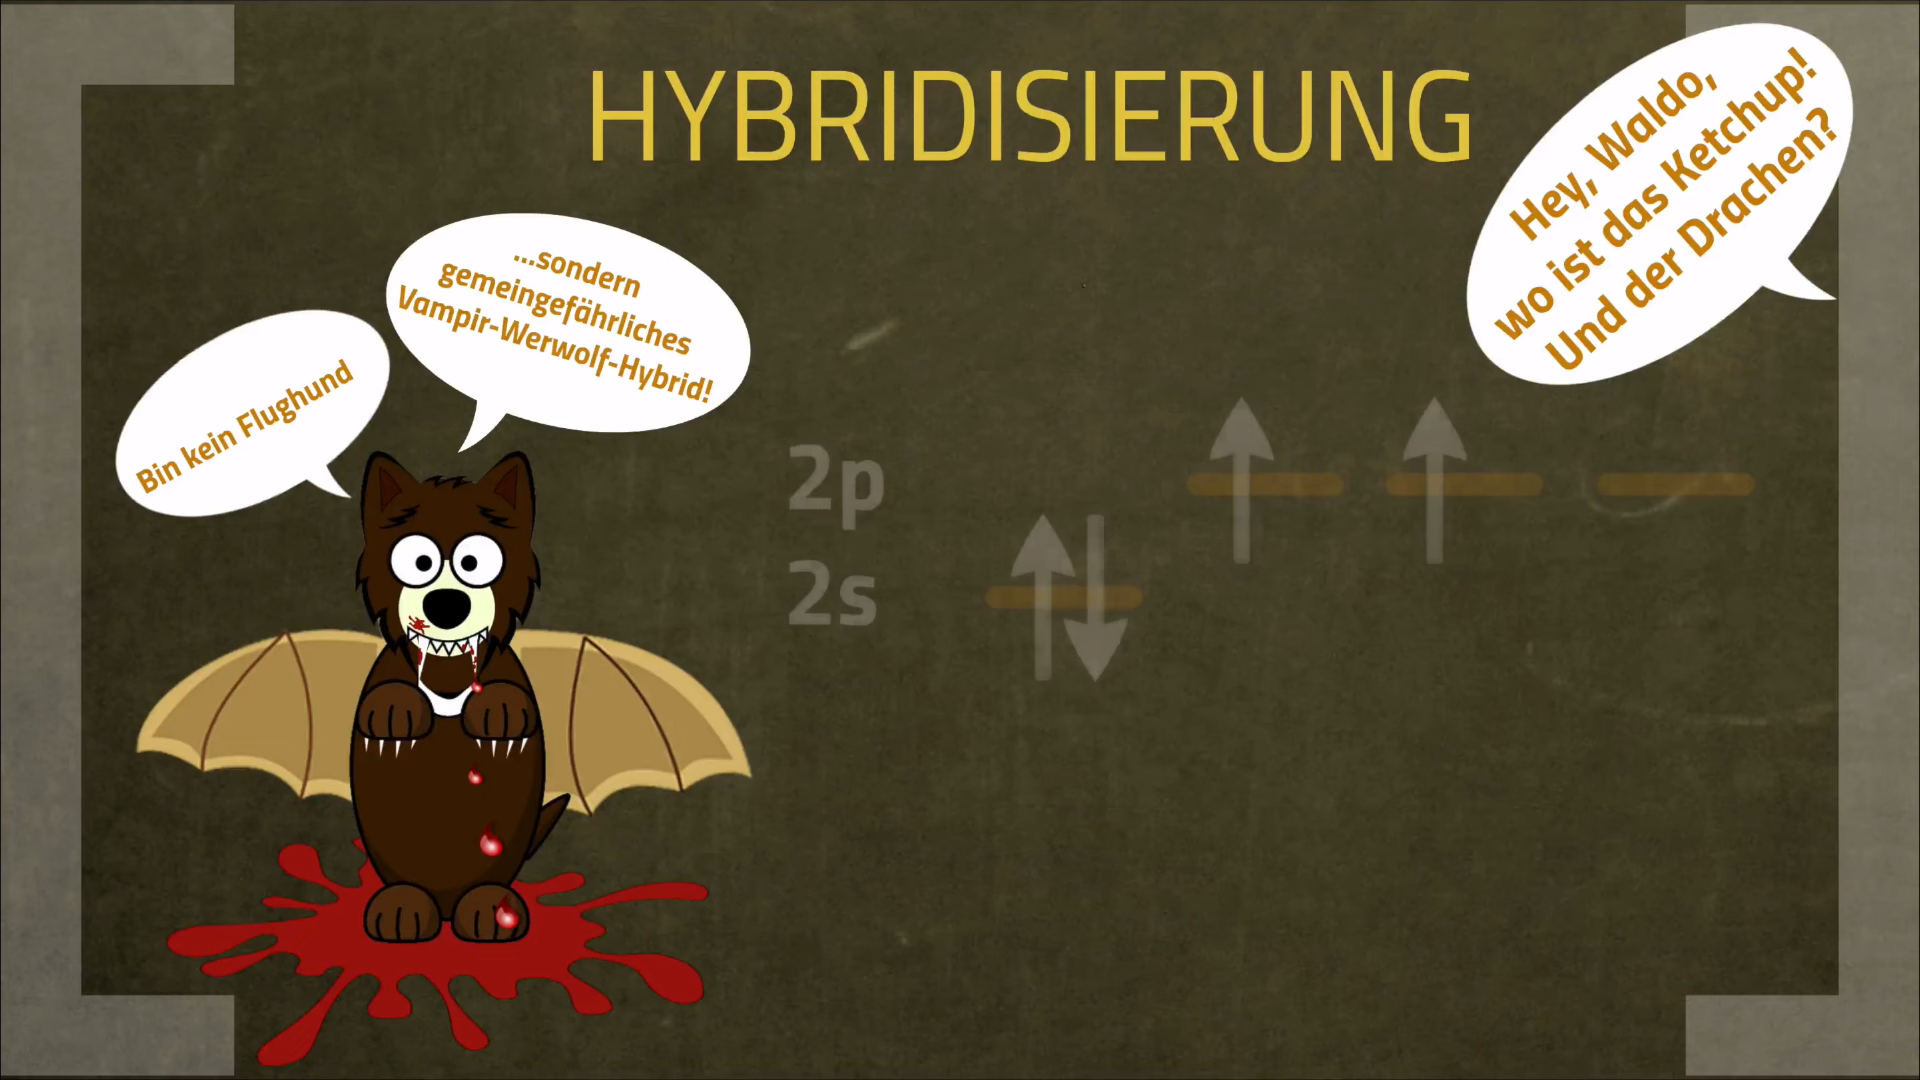 HYBRIDISIERUNG
Hey, Waldo,
wo ist das Ketchup!
Und der Drachen?
...sondern
gemeingefährliches
Vampir-Werwolf-Hybrid!
Bin kein Flughund
2p
2s